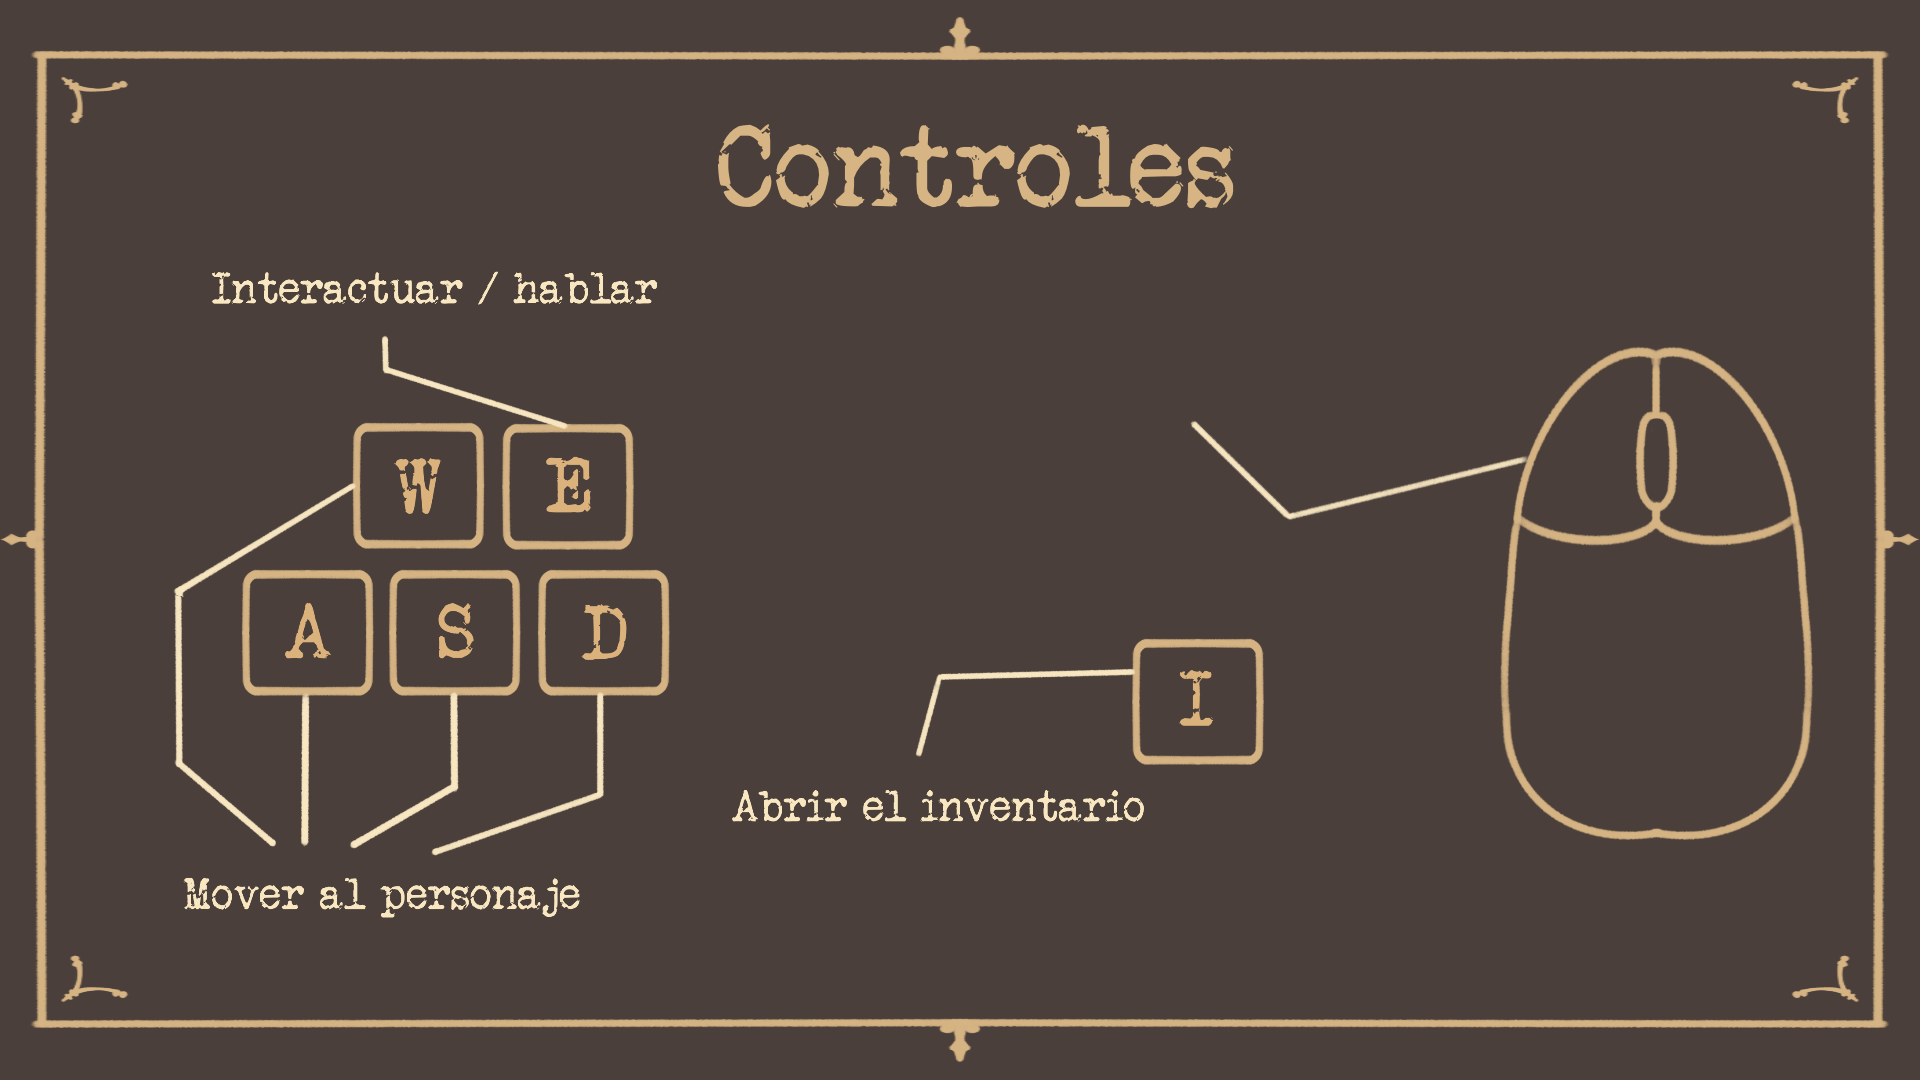 Controles
Interactuar / hablar
W E
A S D
I
Abrir el inventario
Mover al personaje